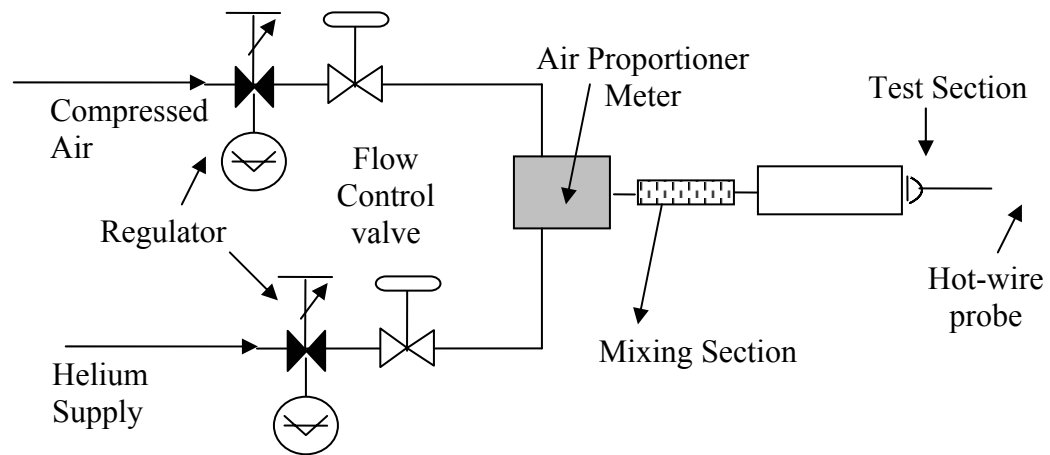 Air Proportioner
Meter
Test Section
Compressed
Air
Flow
Control
valve
Regulator
Hot-wire
probe
Mixing Section
Helium
Supply